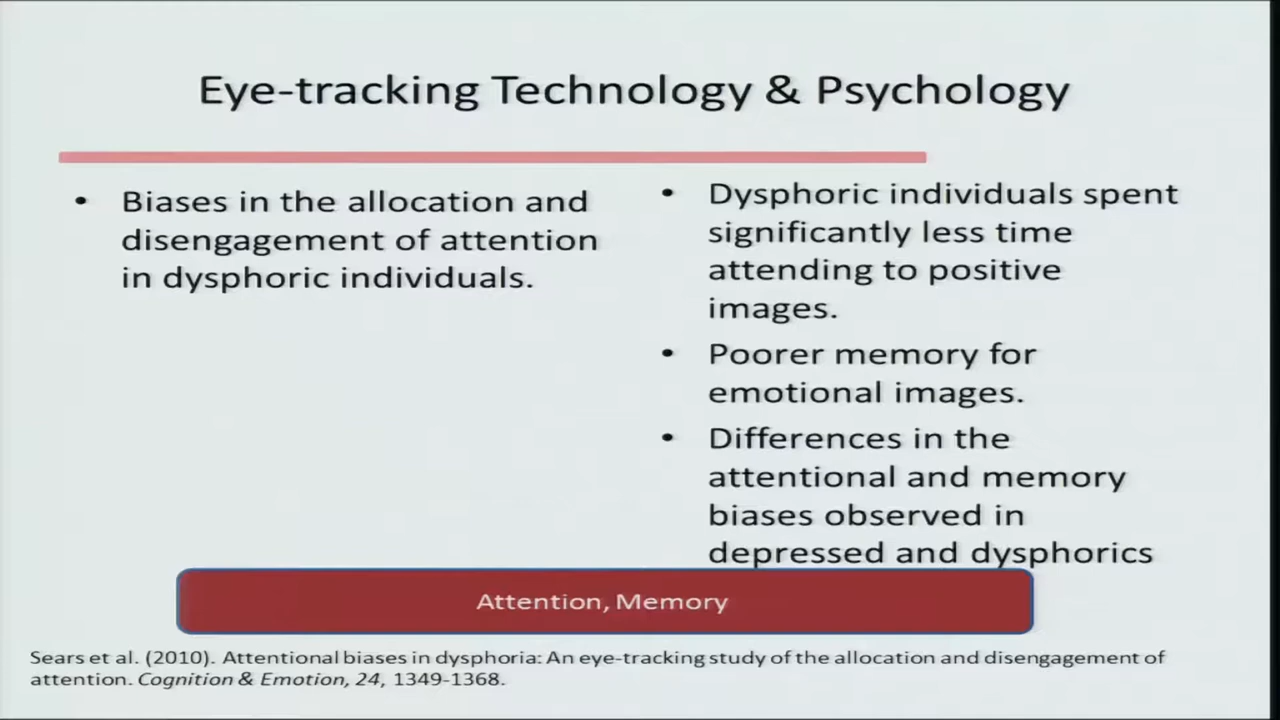 Eye-tracking Technology & Psychology
• Biases in the allocation and
disengagement of attention
in dysphoric individuals.
• Dysphoric individuals spent
significantly less time
attending to positive
images.
• Poorer memory for
emotional images.
• Differences in the
attentional and memory
biases observed in
depressed and dysphorics
Attention, Memory
Sears et al. (2010). Attentional biases in dysphoria: An eye-tracking study of the allocation and disengagement of
attention. Cognition & Emotion, 24, 1349-1368.